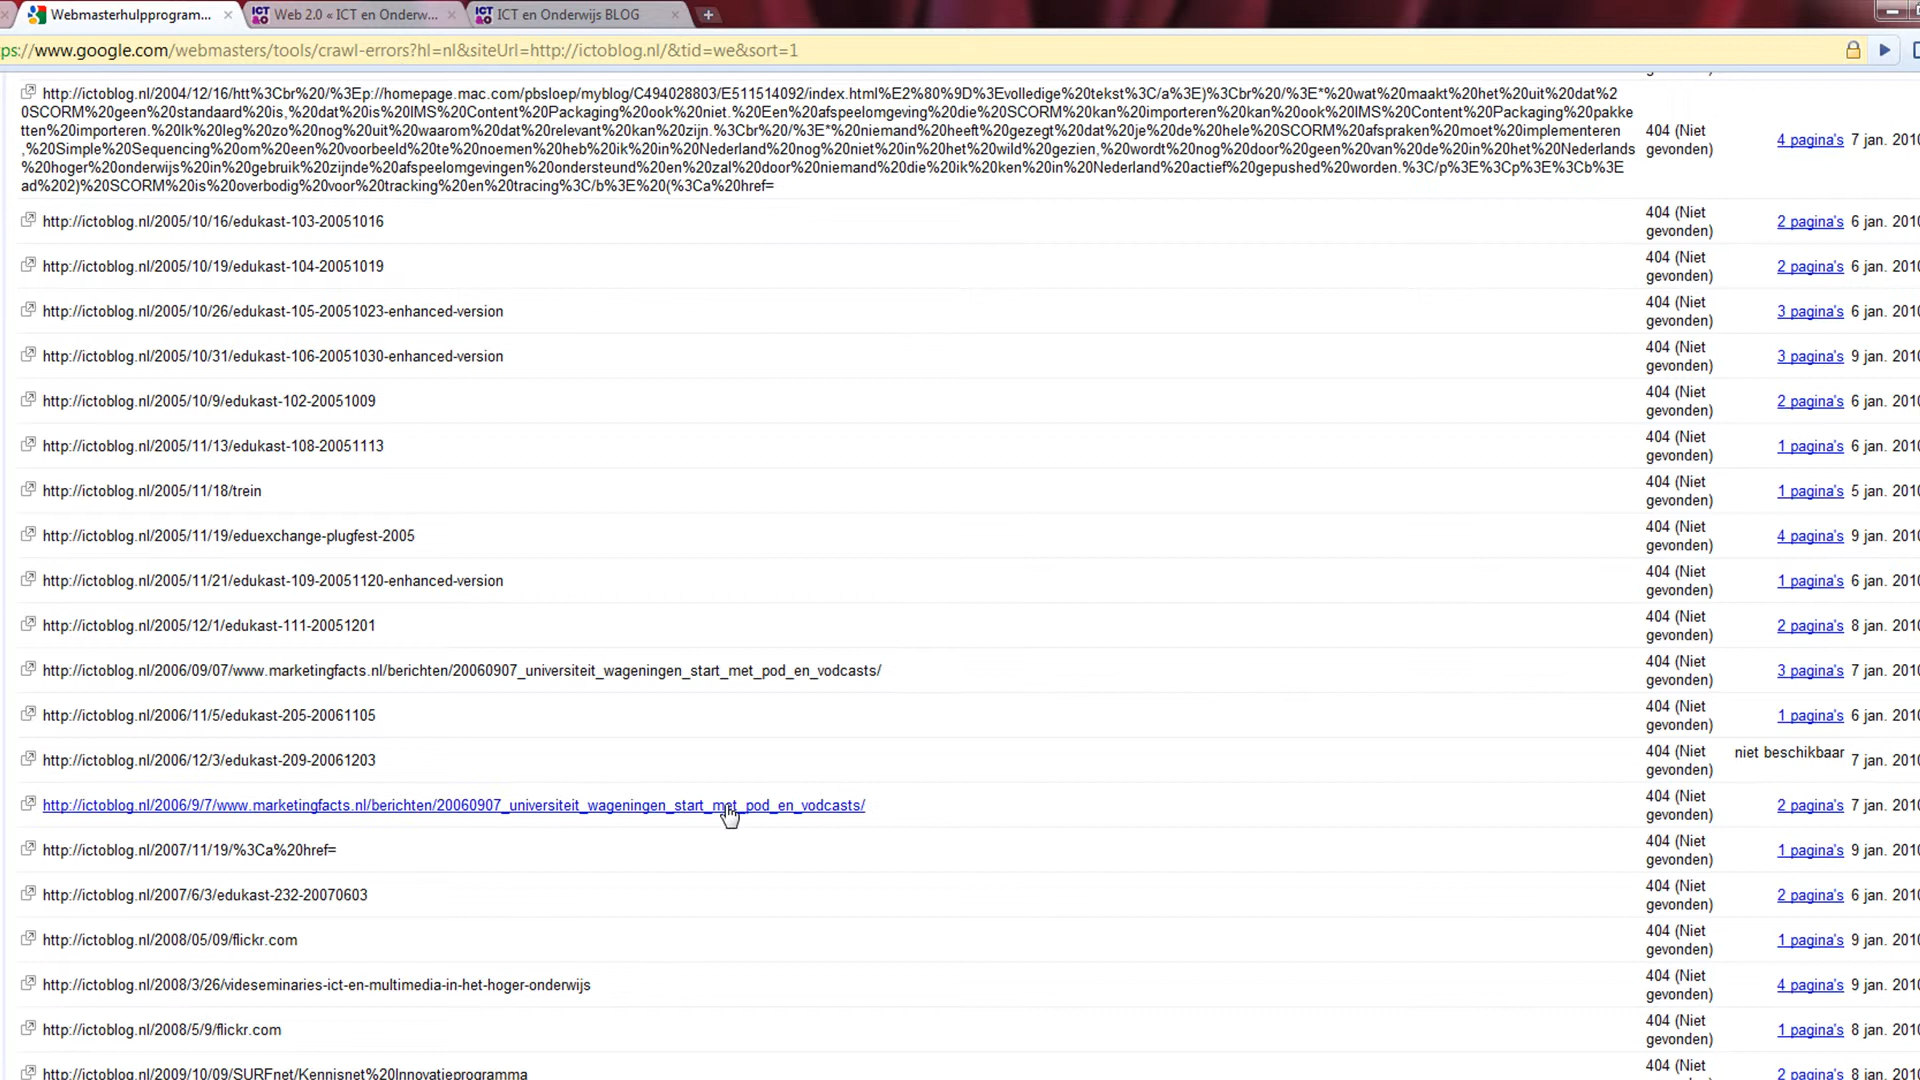 Webmasterhulpprogram...
Web 2.0 « ICT en Onderw...
ICT en Onderwijs BLOG
ps://www.google.com/webmasters/tools/crawl-errors?hl=nl&siteUrl=http://ictoblog.nl/&tid=we&sort=1
http://ictoblog.nl/2004/12/16/htt%3Cbr%20/%3Ep://homepage.mac.com/pbsloep/myblog/C494028803/E511514092/index.html%E2%80%9D%3Evolledige%20tekst%3C/a%3E)%3Cbr%20/%3E*%20wat%20maakt%20het%20uit%20dat%2
0SCORM%20geen%20standaard%20is,%20dat%20is%20IMS%20Content%20Packaging%20ook%20niet.%20Een%20afspeelomgeving%20die%20SCORM%20kan%20importeren%20kan%20ook%20IMS%20Content%20Packaging%20pakke
tten%20importeren.%20Ik%20leg%20zo%20nog%20uit%20waarom%20dat%20relevant%20kan%20zijn.%3Cbr%20/%3E*%20niemand%20heeft%20gezegd%20dat%20je%20de%20hele%20SCORM%20afspraken%20moet%20implementeren
,%20Simple%20Sequencing%20om%20een%20voorbeeld%20te%20noemen%20heb%20ik%20in%20Nederland%20nog%20niet%20in%20het%20wild%20gezien,%20wordt%20nog%20door%20geen%20van%20de%20in%20het%20Nederlands
%20hoger%20onderwijs%20in%20gebruik%20zijnde%20afspeelomgevingen%20ondersteund%20en%20zal%20door%20niemand%20die%20ik%20ken%20in%20Nederland%20actief%20gepushed%20worden.%3C/p%3E%3Cp%3E%3Cb%3E
ad%202)%20SCORM%20is%20overbodig%20voor%20tracking%20en%20tracing%3C/b%3E%20(%3Ca%20href=
404 (Niet
gevonden)
4 pagina's 7 jan. 2010
http://ictoblog.nl/2005/10/16/edukast-103-20051016
404 (Niet
gevonden)
2 pagina's 6 jan. 2010
http://ictoblog.nl/2005/10/19/edukast-104-20051019
404 (Niet
gevonden)
2 pagina's 6 jan. 2010
http://ictoblog.nl/2005/10/26/edukast-105-20051023-enhanced-version
404 (Niet
gevonden)
3 pagina's 6 jan. 2010
http://ictoblog.nl/2005/10/31/edukast-106-20051030-enhanced-version
404 (Niet
gevonden)
3 pagina's 9 jan. 2010
http://ictoblog.nl/2005/10/9/edukast-102-20051009
404 (Niet
gevonden)
2 pagina's 6 jan. 2010
http://ictoblog.nl/2005/11/13/edukast-108-20051113
404 (Niet
gevonden)
1 pagina's 6 jan. 2010
http://ictoblog.nl/2005/11/18/trein
404 (Niet
gevonden)
1 pagina's 5 jan. 2010
http://ictoblog.nl/2005/11/19/eduexchange-plugfest-2005
404 (Niet
gevonden)
4 pagina's 9 jan. 2010
http://ictoblog.nl/2005/11/21/edukast-109-20051120-enhanced-version
404 (Niet
gevonden)
1 pagina's 6 jan. 2010
http://ictoblog.nl/2005/12/1/edukast-111-20051201
404 (Niet
gevonden)
2 pagina's 8 jan. 2010
http://ictoblog.nl/2006/09/07/www.marketingfacts.nl/berichten/20060907_universiteit_wageningen_start_met_pod_en_vodcasts/
404 (Niet
gevonden)
3 pagina's 7 jan. 2010
http://ictoblog.nl/2006/11/5/edukast-205-20061105
404 (Niet
gevonden)
1 pagina's 6 jan. 2010
http://ictoblog.nl/2006/12/3/edukast-209-20061203
404 (Niet
gevonden)
niet beschikbaar 7 jan. 2010
http://ictoblog.nl/2006/9/7/www.marketingfacts.nl/berichten/20060907_universiteit_wageningen_start_met_pod_en_vodcasts/
404 (Niet
gevonden)
2 pagina's 7 jan. 2010
http://ictoblog.nl/2007/11/19/%3Ca%20href=
404 (Niet
gevonden)
1 pagina's 9 jan. 2010
http://ictoblog.nl/2007/6/3/edukast-232-20070603
404 (Niet
gevonden)
2 pagina's 6 jan. 2010
http://ictoblog.nl/2008/05/09/flickr.com
404 (Niet
gevonden)
1 pagina's 9 jan. 2010
http://ictoblog.nl/2008/3/26/videseminaries-ict-en-multimedia-in-het-hoger-onderwijs
404 (Niet
gevonden)
4 pagina's 9 jan. 2010
http://ictoblog.nl/2008/5/9/flickr.com
404 (Niet
gevonden)
1 pagina's 8 jan. 2010
http://ictoblog.nl/2009/10/09/SURFnet/Kennisnet%20Innovatieprogramma
404 (Niet
2 pagina's 8 jan. 2010